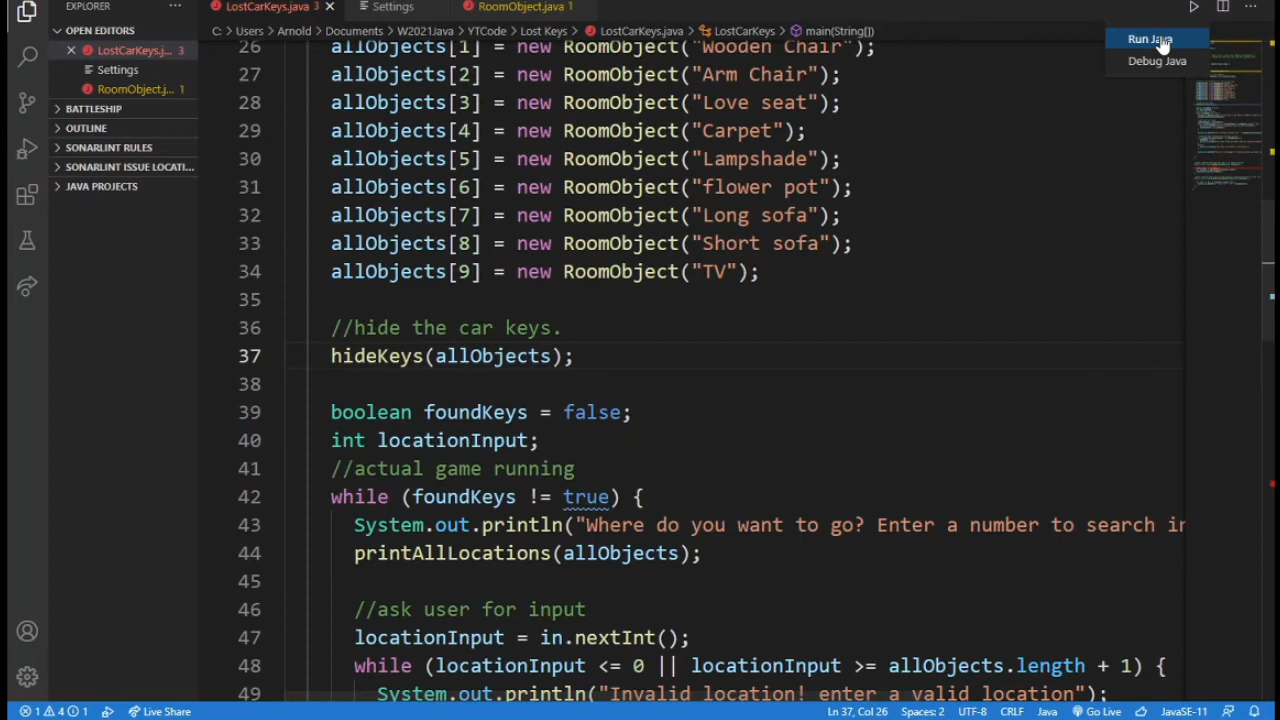 EXPLORER
LostCarKeys.java 3
Settings
RoomObject.java 1
OPEN EDITORS
LostCarKeys.j... 3
Settings
RoomObject.j... 1
BATTLESHIP
OUTLINE
SONARLINT RULES
SONARLINT ISSUE LOCATI...
JAVA PROJECTS
C: > Users > Arnold > Documents > W2021Java > YTCode > Lost Keys > LostCarKeys.java > LostCarKeys > main(String[])
Run Java
Debug Java
26 allObjects[1] = new RoomObject("Wooden Chair");
27 allObjects[2] = new RoomObject("Arm Chair");
28 allObjects[3] = new RoomObject("Love seat");
29 allObjects[4] = new RoomObject("Carpet");
30 allObjects[5] = new RoomObject("Lampshade");
31 allObjects[6] = new RoomObject("flower pot");
32 allObjects[7] = new RoomObject("Long sofa");
33 allObjects[8] = new RoomObject("Short sofa");
34 allObjects[9] = new RoomObject("TV");
35
36 //hide the car keys.
37 hideKeys(allObjects);
38
39 boolean foundKeys = false;
40 int locationInput;
41 //actual game running
42 while (foundKeys != true) {
43 System.out.println("Where do you want to go? Enter a number to search in
44 printAllLocations(allObjects);
45
46 //ask user for input
47 locationInput = in.nextInt();
48 while (locationInput <= 0 || locationInput >= allObjects.length + 1) {
49 System.out.println("Invalid location! enter a valid location");
1 4 1 Live Share Ln 37, Col 26 Spaces: 2 UTF-8 CRLF Java Go Live JavaSE-11